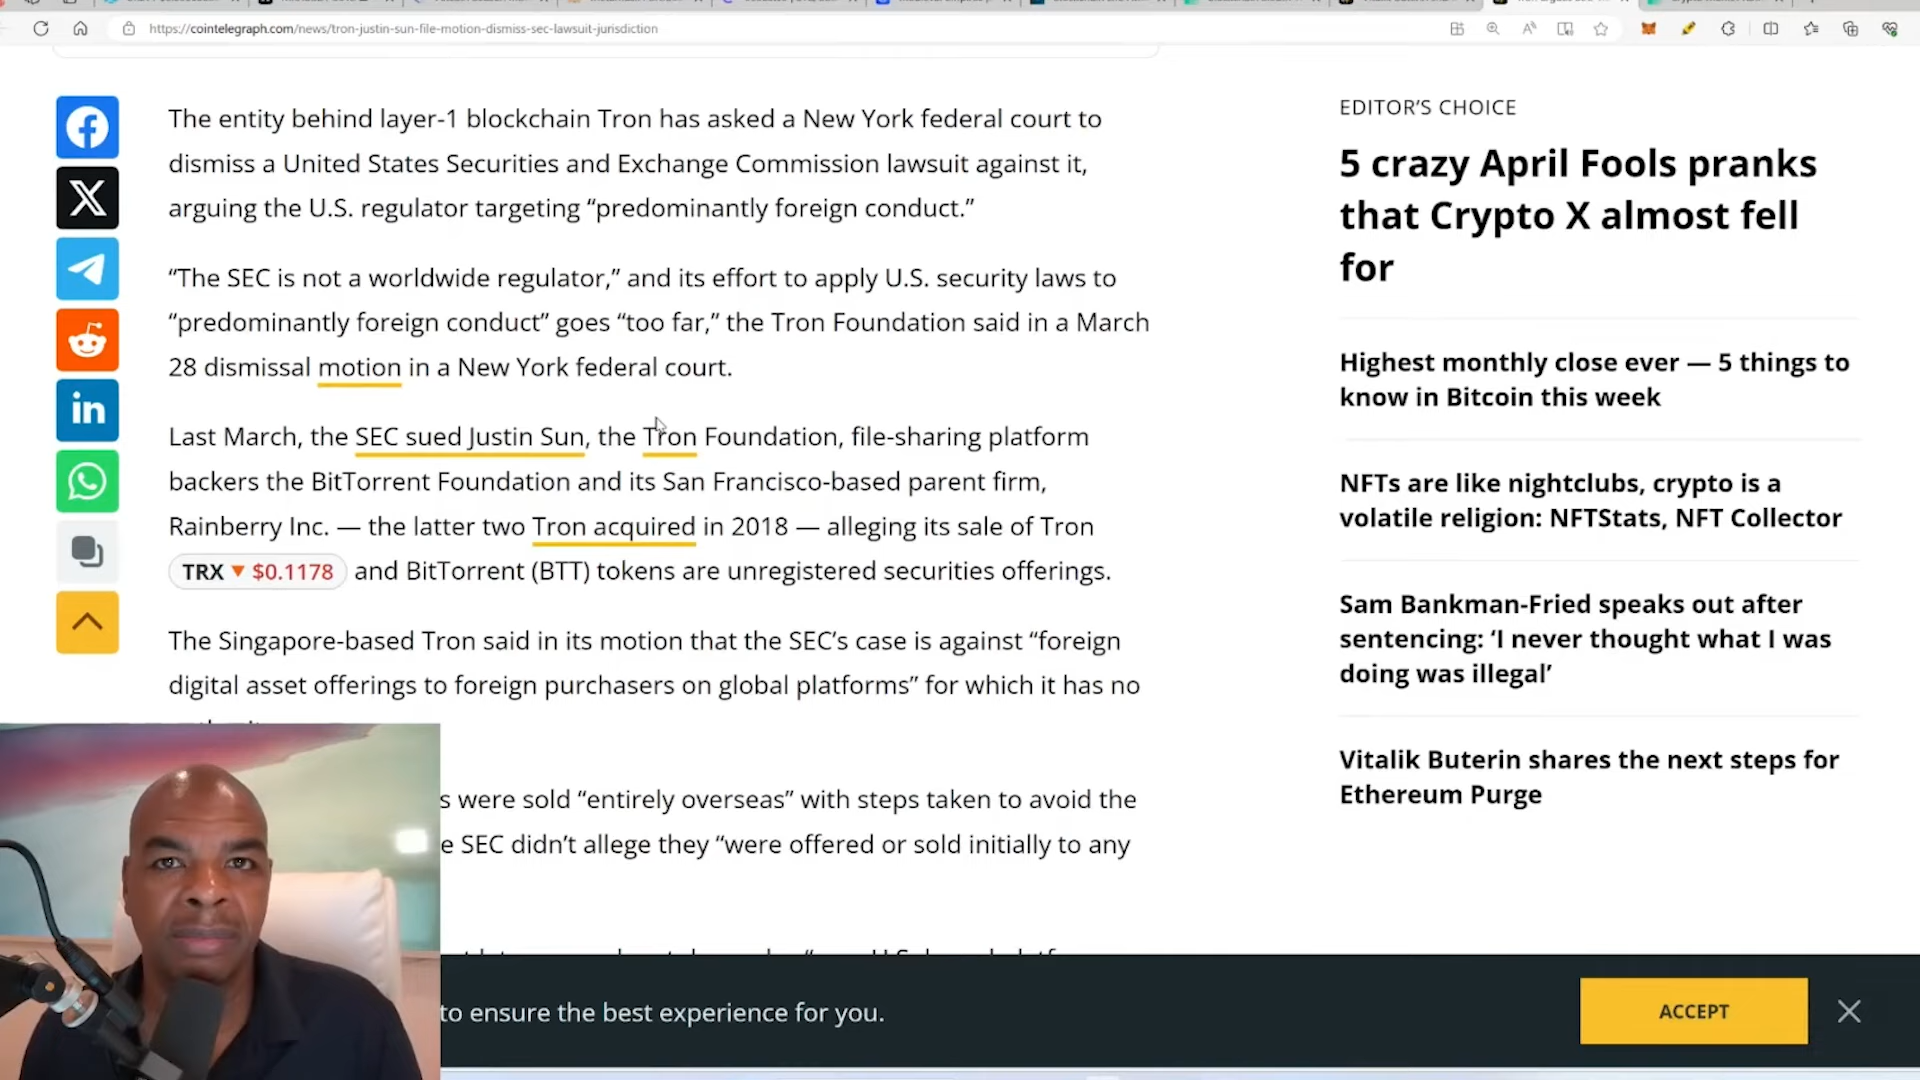 https://cointelegraph.com/news/tron-justin-sun-file-motion-dismiss-sec-lawsuit-jurisdiction
The entity behind layer-1 blockchain Tron has asked a New York federal court to
dismiss a United States Securities and Exchange Commission lawsuit against it,
arguing the U.S. regulator targeting “predominantly foreign conduct.”
“The SEC is not a worldwide regulator,” and its effort to apply U.S. security laws to
“predominantly foreign conduct” goes “too far,” the Tron Foundation said in a March
28 dismissal motion in a New York federal court.
Last March, the SEC sued Justin Sun, the Tron Foundation, file-sharing platform
backers the BitTorrent Foundation and its San Francisco-based parent firm,
Rainberry Inc. — the latter two Tron acquired in 2018 — alleging its sale of Tron
TRX ▼ $0.1178 and BitTorrent (BTT) tokens are unregistered securities offerings.
The Singapore-based Tron said in its motion that the SEC’s case is against “foreign
digital asset offerings to foreign purchasers on global platforms” for which it has no
s were sold “entirely overseas” with steps taken to avoid the
e SEC didn’t allege they “were offered or sold initially to any
to ensure the best experience for you.
ACCEPT
EDITOR’S CHOICE
5 crazy April Fools pranks
that Crypto X almost fell
for
Highest monthly close ever — 5 things to
know in Bitcoin this week
NFTs are like nightclubs, crypto is a
volatile religion: NFTStats, NFT Collector
Sam Bankman-Fried speaks out after
sentencing: ‘I never thought what I was
doing was illegal’
Vitalik Buterin shares the next steps for
Ethereum Purge